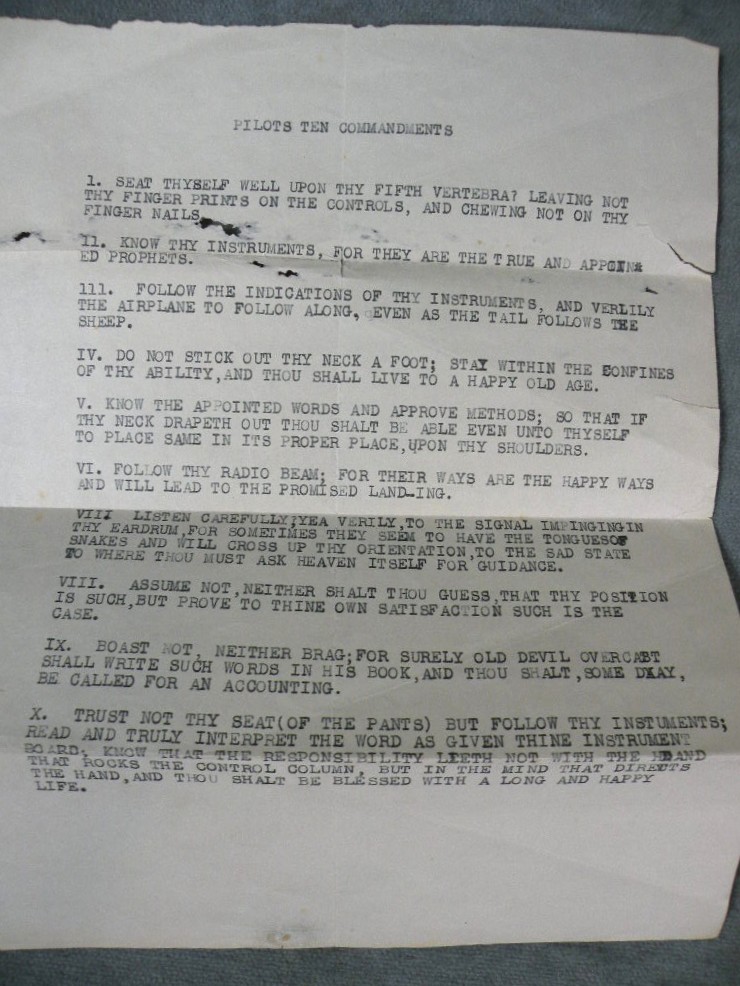 PILOTS TEN COMMANDMENTS
1. SEAT THYSELF WELL UPON THY FIFTH VERTEBRA? LEAVING NOT
THY FINGER PRINTS ON THE CONTROLS, AND CHEWING NOT ON THY
FINGER NAILS.
11. KNOW THY INSTRUMENTS, FOR THEY ARE THE TRUE AND
ED PROPHETS.
111. FOLLOW THE INDICATIONS OF THY INSTRUMENTS, AND VERLILY
THE AIRPLANE TO FOLLOW ALONG, EVEN AS THE TAIL FOLLOWS THE
SHEEP.
IV. DO NOT STICK OUT THY NECK A FOOT; STAY WITHIN THE CONFINES
OF THY ABILITY,AND THOU SHALL LIVE TO A HAPPY OLD AGE.
V. KNOW THE APPOINTED WORDS AND APPROVE METHODS; SO THAT IF
THY NECK DRAPETH OUT THOU SHALT BE ABLE EVEN UNTO THYSELF
TO PLACE SAME IN ITS PROPER PLACE,UPON THY SHOULDERS.
VI. FOLLOW THY RADIO BEAM; FOR THEIR WAYS ARE THE HAPPY WAYS
AND WILL LEAD TO THE PROMISED LAND-ING.
VIII LISTEN CAREFULLY?YEA VERILY,TO THE SIGNAL IMPINGINGIN
THY EARDRUM,FOR SOMETIMES THEY SEEM TO HAVE THE TONGUESOF
SNAKES AND WILL CROSS UP THY ORIENTATION,TO THE SAD STATE
TO WHERE THOU MUST ASK HEAVEN ITSELF FOR GUIDANCE.
VIII. ASSUME NOT,NEITHER SHALT THOU GUESS,THAT THY POSITION
IS SUCH,BUT PROVE TO THINE OWN SATISFACTION SUCH IS THE
CASE.
IX. BOAST NOT, NEITHER BRAG;FOR SURELY OLD DEVIL OVERCAST
SHALL WRITE SUCH WORDS IN HIS BOOK,AND THOU SHALT,SOME DKAY,
BE CALLED FOR AN ACCOUNTING.
X. TRUST NOT THY SEAT(OF THE PANTS) BUT FOLLOW THY INSTUMENTS;
READ AND TRULY INTERPRET THE WORD AS GIVEN THINE INSTRUMENT
BOARD. KNOW THAT THE RESPONSIBILITY LIETH NOT WITH THE HAND
THAT ROCKS THE CONTROL COLUMN, BUT IN THE MIND THAT DIRECTS
THE HAND,AND THOU SHALT BE BLESSED WITH A LONG AND HAPPY
LIFE.